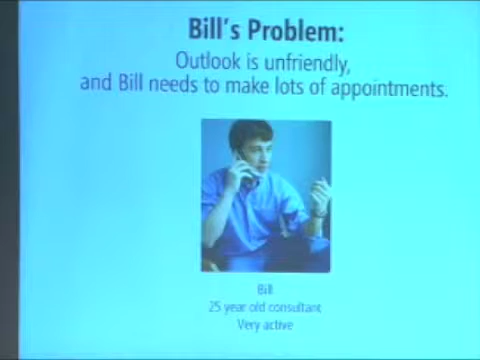 Bill's Problem:
Outlook is unfriendly,
and Bill needs to make lots of appointments.
Bill
25 year old consultant
Very active